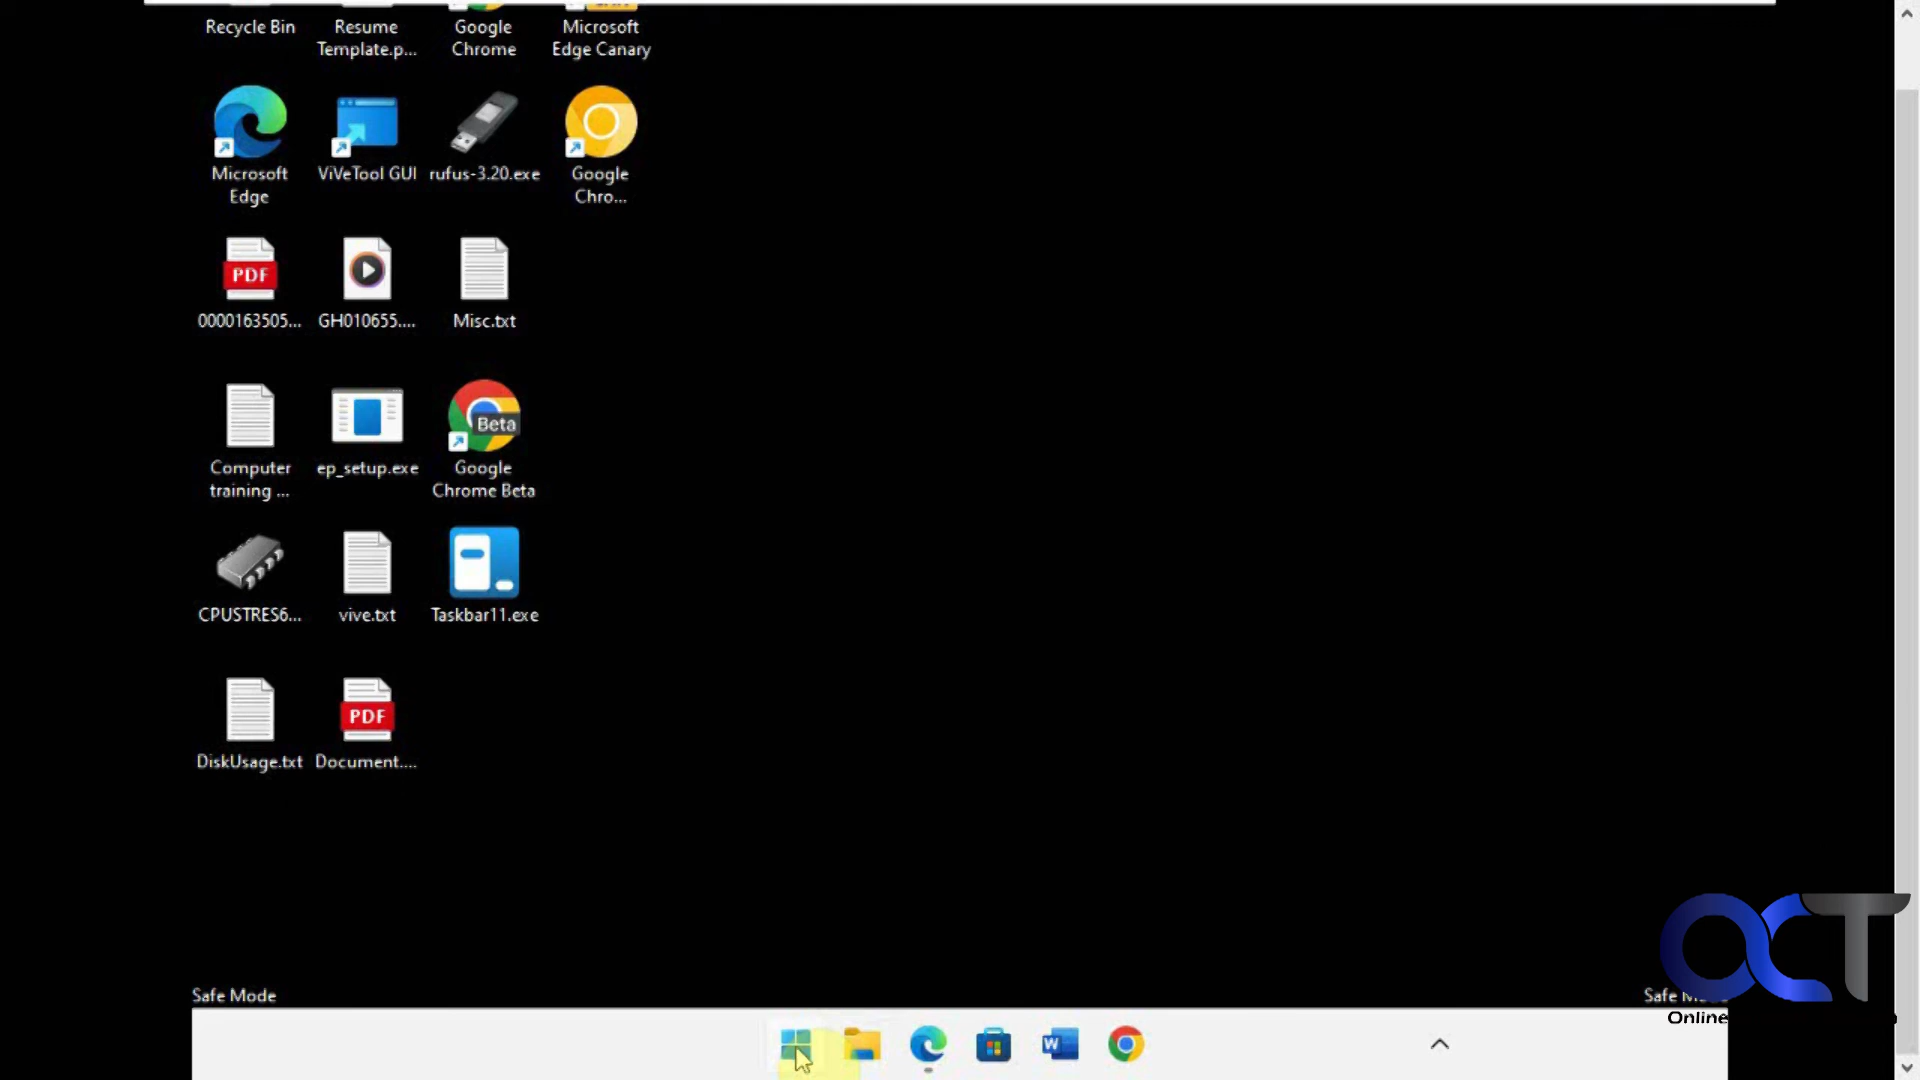 Recycle Bin
Resume
Template.p...
Google
Chrome
Microsoft
Edge Canary
Microsoft
Edge
ViVeTool GUI
rufus-3.20.exe
Google
Chro...
PDF
0000163505...
GH010655....
Misc.txt
Computer
training ...
ep_setup.exe
Beta
Google
Chrome Beta
CPUSTRES6...
vive.txt
Taskbar11.exe
DiskUsage.txt
PDF
Document....
Safe Mode
Safe
OCT
Online
W